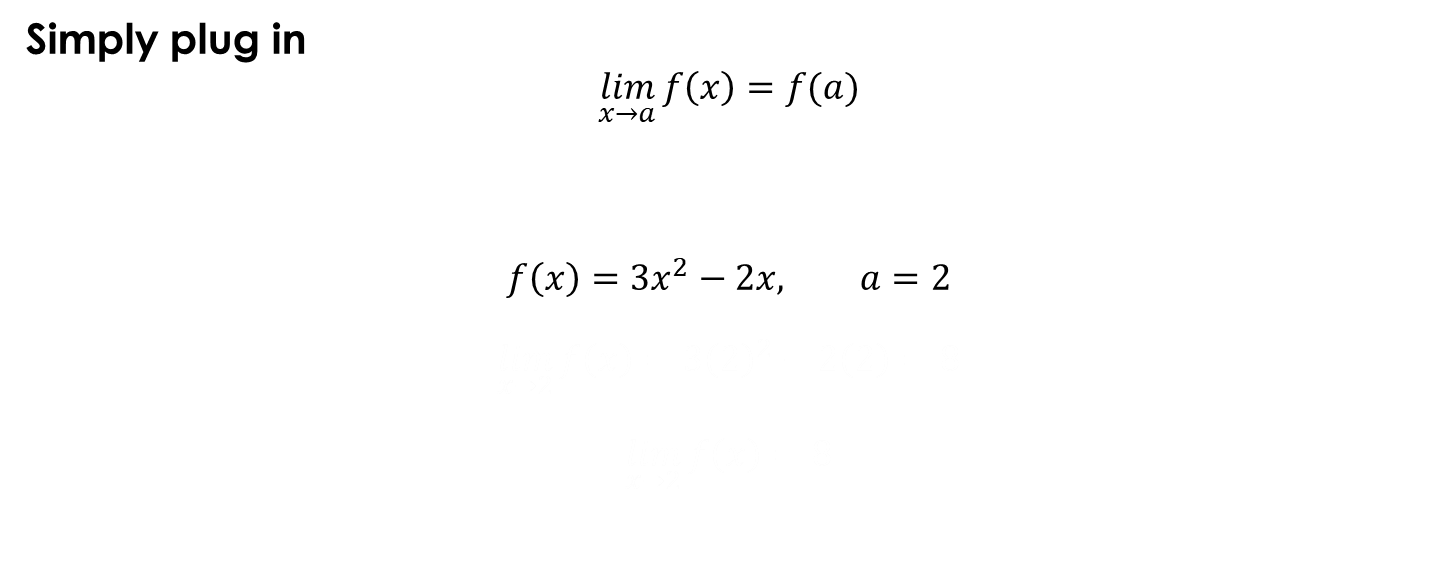 Simply plug in
lim f(x) = f(a)
x→a
f(x) = 3x² − 2x, a = 2